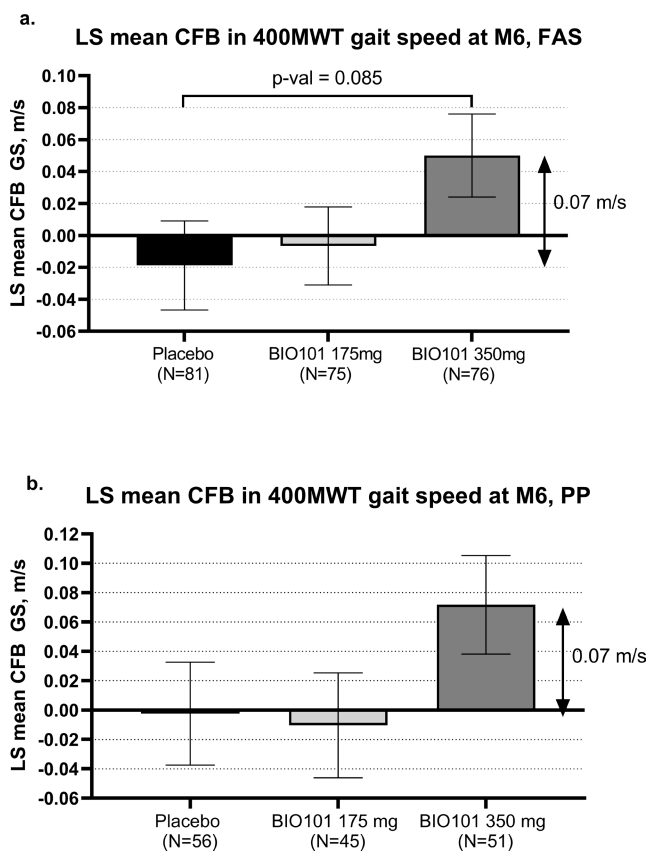 a.
LS mean CFB in 400MWT gait speed at M6, FAS
LS mean CFB GS, m/s
0.10
0.08
0.06
0.04
0.02
0.00
-0.02
-0.04
-0.06
p-val = 0.085
0.07 m/s
Placebo
(N=81)
BIO101 175mg
(N=75)
BIO101 350mg
(N=76)
b.
LS mean CFB in 400MWT gait speed at M6, PP
LS mean CFB GS, m/s
0.12
0.10
0.08
0.06
0.04
0.02
0.00
-0.02
-0.04
-0.06
0.07 m/s
Placebo
(N=56)
BIO101 175 mg
(N=45)
BIO101 350 mg
(N=51)